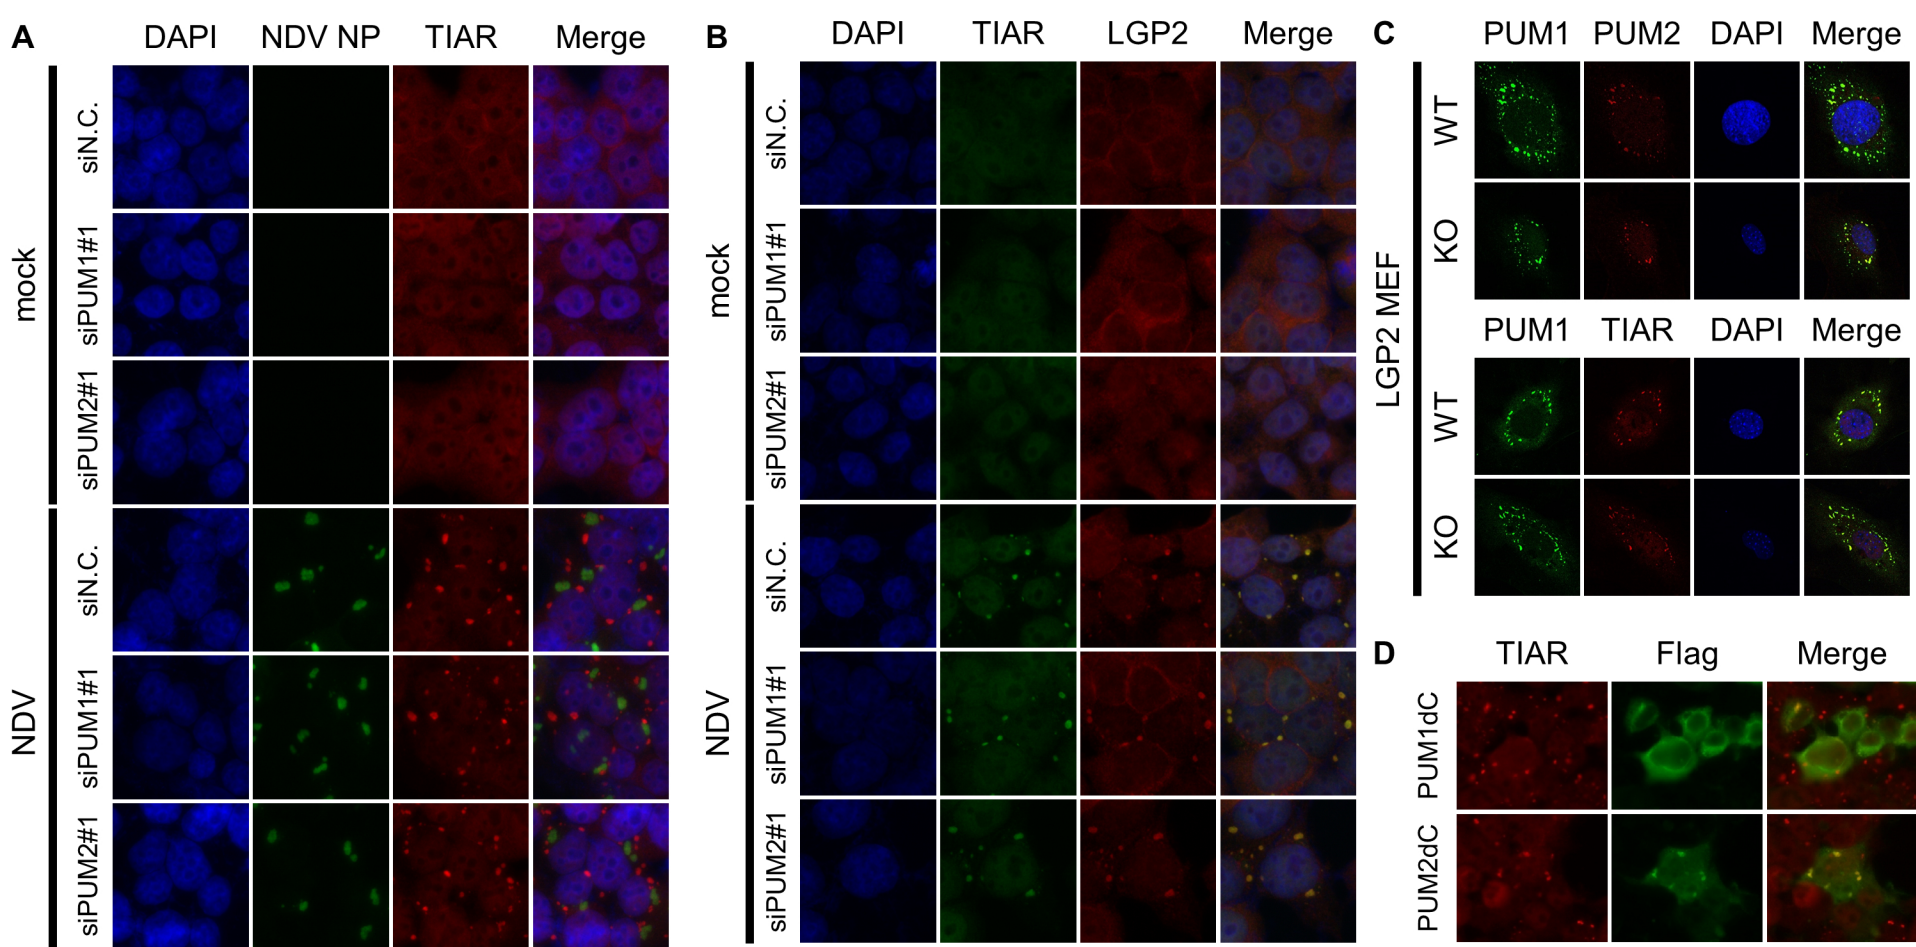 A
DAPI NDV NP TIAR Merge
mock
siN.C.
siPUM1#1
siPUM2#1
NDV
siN.C.
siPUM1#1
siPUM2#1
B
DAPI TIAR LGP2 Merge
mock
siN.C.
siPUM1#1
siPUM2#1
NDV
siN.C.
siPUM1#1
siPUM2#1
C
PUM1 PUM2 DAPI Merge
LGP2 MEF
WT
KO
PUM1 TIAR DAPI Merge
WT
KO
D
TIAR Flag Merge
PUM1dC
PUM2dC